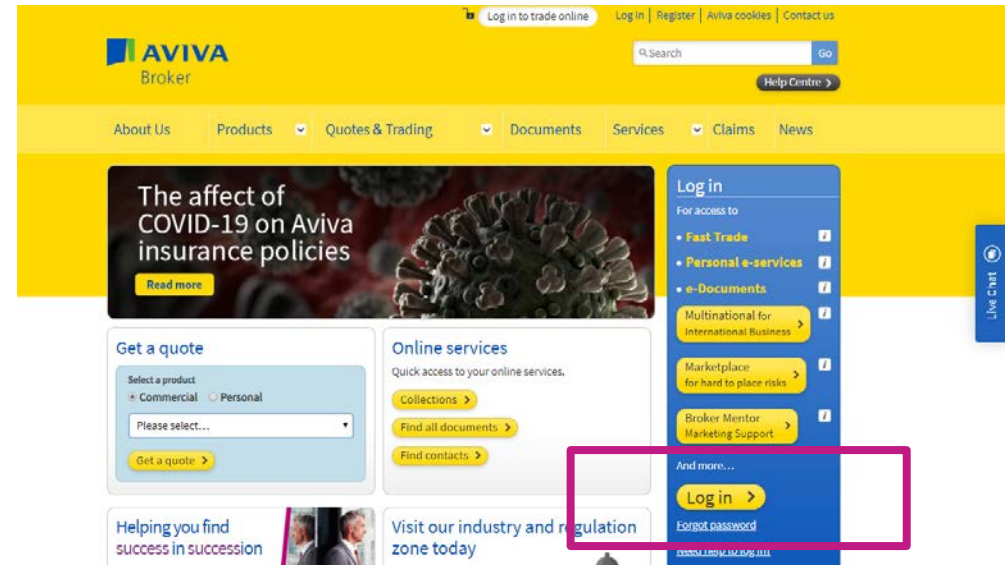 Log in to trade online
Log in | Register | Aviva cookies | Contact us
AVIVA
Broker
Search
Go
Help Centre
About Us
Products
Quotes & Trading
Documents
Services
Claims
News
The affect of
COVID-19 on Aviva
insurance policies
Read more
Log in
For access to
• Fast Trade
• Personal e-services
• e-Documents
Multinational for
International Business
Marketplace
for hard to place risks
Broker Mentor
Marketing Support
And more...
Log in
Forgot password
Need help to log in?
Live Chat
Get a quote
Select a product
Commercial
Personal
Please select...
Get a quote
Online services
Quick access to your online services.
Collections
Find all documents
Find contacts
Helping you find
success in succession
Visit our industry and regulation
zone today